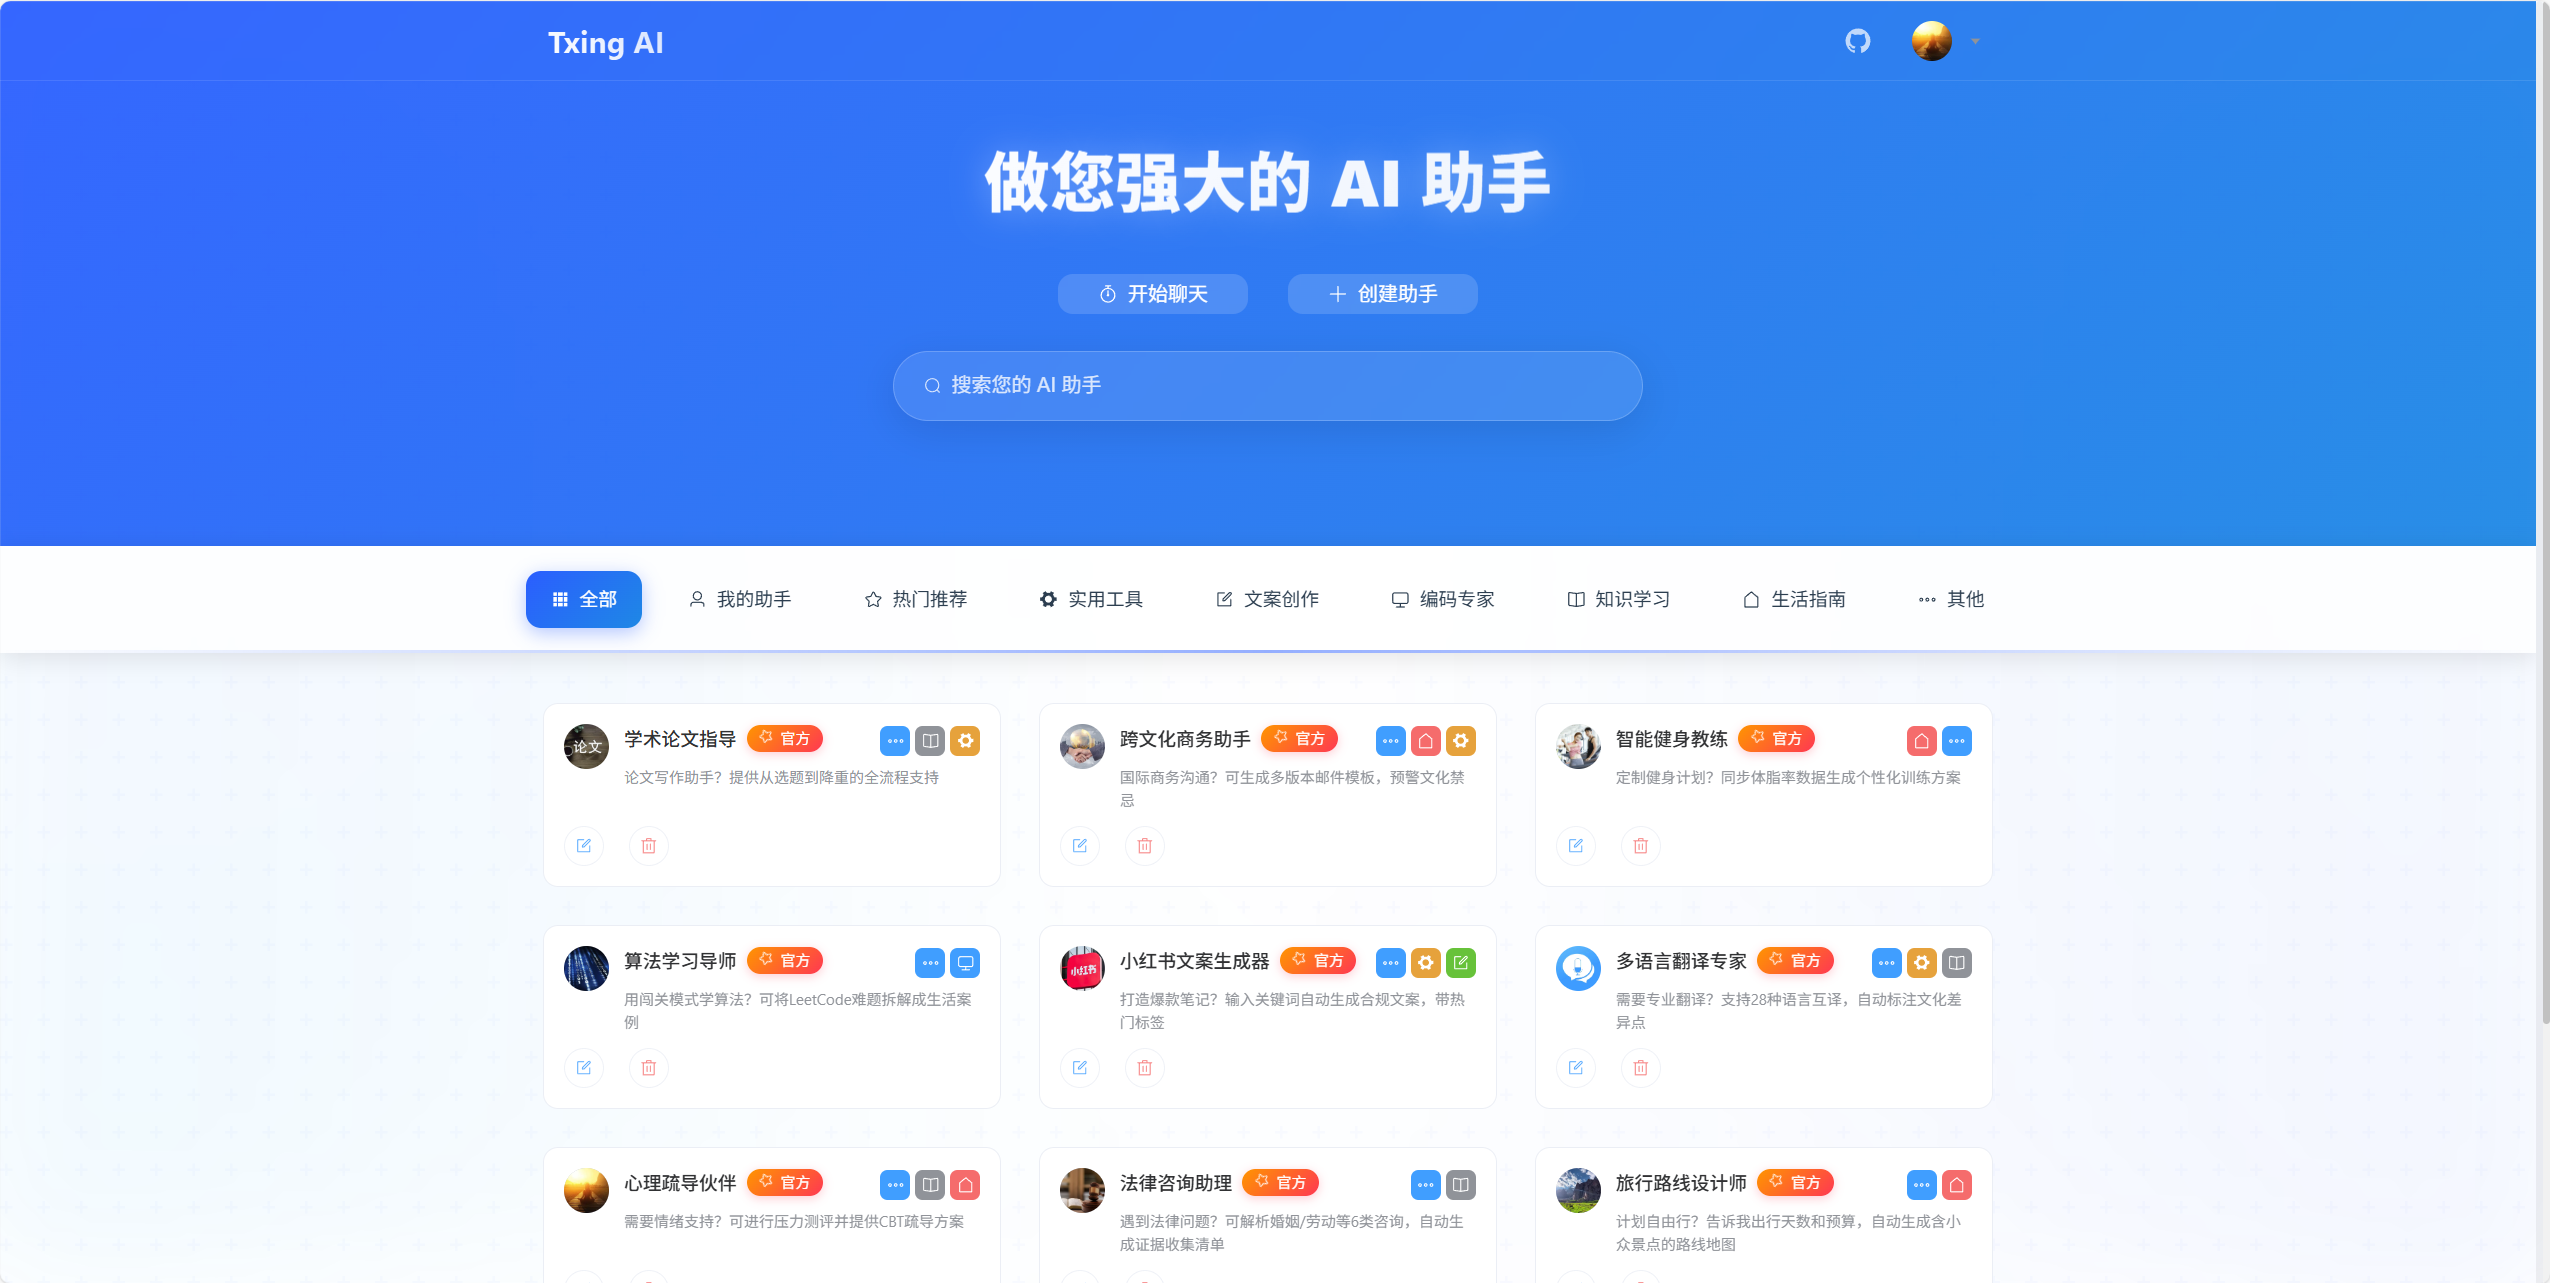 Txing AI
做您强大的 AI 助手
开始聊天
创建助手
搜索您的 AI 助手
全部
我的助手
热门推荐
实用工具
文案创作
编码专家
知识学习
生活指南
其他
论文
学术论文指导
官方
论文写作助手？提供从选题到降重的全流程支持
跨文化商务助手
官方
国际商务沟通？可生成多版本邮件模板，预警文化禁
忌
智能健身教练
官方
定制健身计划？同步体脂率数据生成个性化训练方案
算法学习导师
官方
用闯关模式学算法？可将LeetCode难题拆解成生活案
例
小红书
小红书文案生成器
官方
打造爆款笔记？输入关键词自动生成合规文案，带热
门标签
多语言翻译专家
官方
需要专业翻译？支持28种语言互译，自动标注文化差
异点
心理疏导伙伴
官方
需要情绪支持？可进行压力测评并提供CBT疏导方案
法律咨询助理
官方
遇到法律问题？可解析婚姻/劳动等6类咨询，自动生
成证据收集清单
旅行路线设计师
官方
计划自由行？告诉我出行天数和预算，自动生成含小
众景点的路线地图